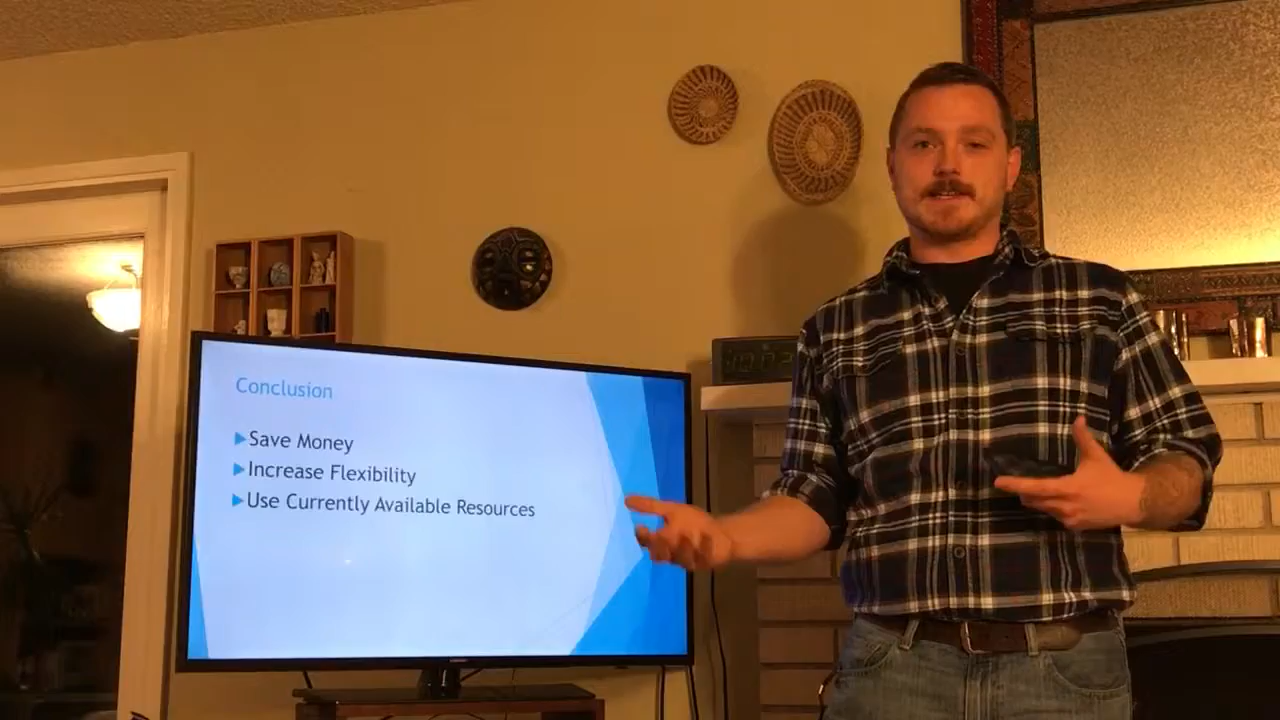 Conclusion
Save Money
Increase Flexibility
Use Currently Available Resources